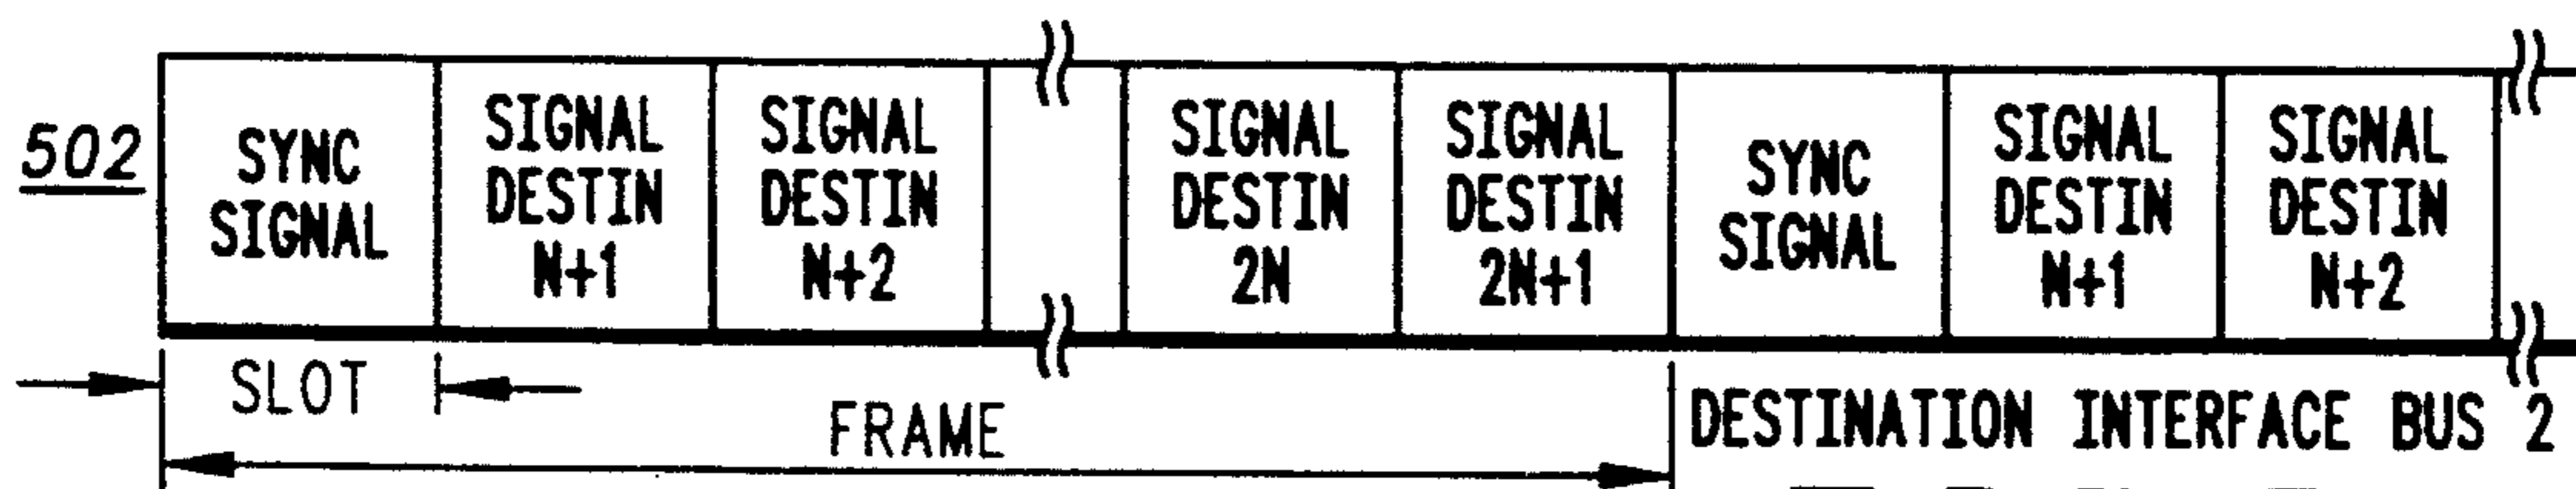 502
SYNC
SIGNAL
SIGNAL
DESTIN
N+1
SIGNAL
DESTIN
N+2
SIGNAL
DESTIN
2N
SIGNAL
DESTIN
2N+1
SYNC
SIGNAL
SIGNAL
DESTIN
N+1
SIGNAL
DESTIN
N+2
SLOT
FRAME
DESTINATION INTERFACE BUS 2